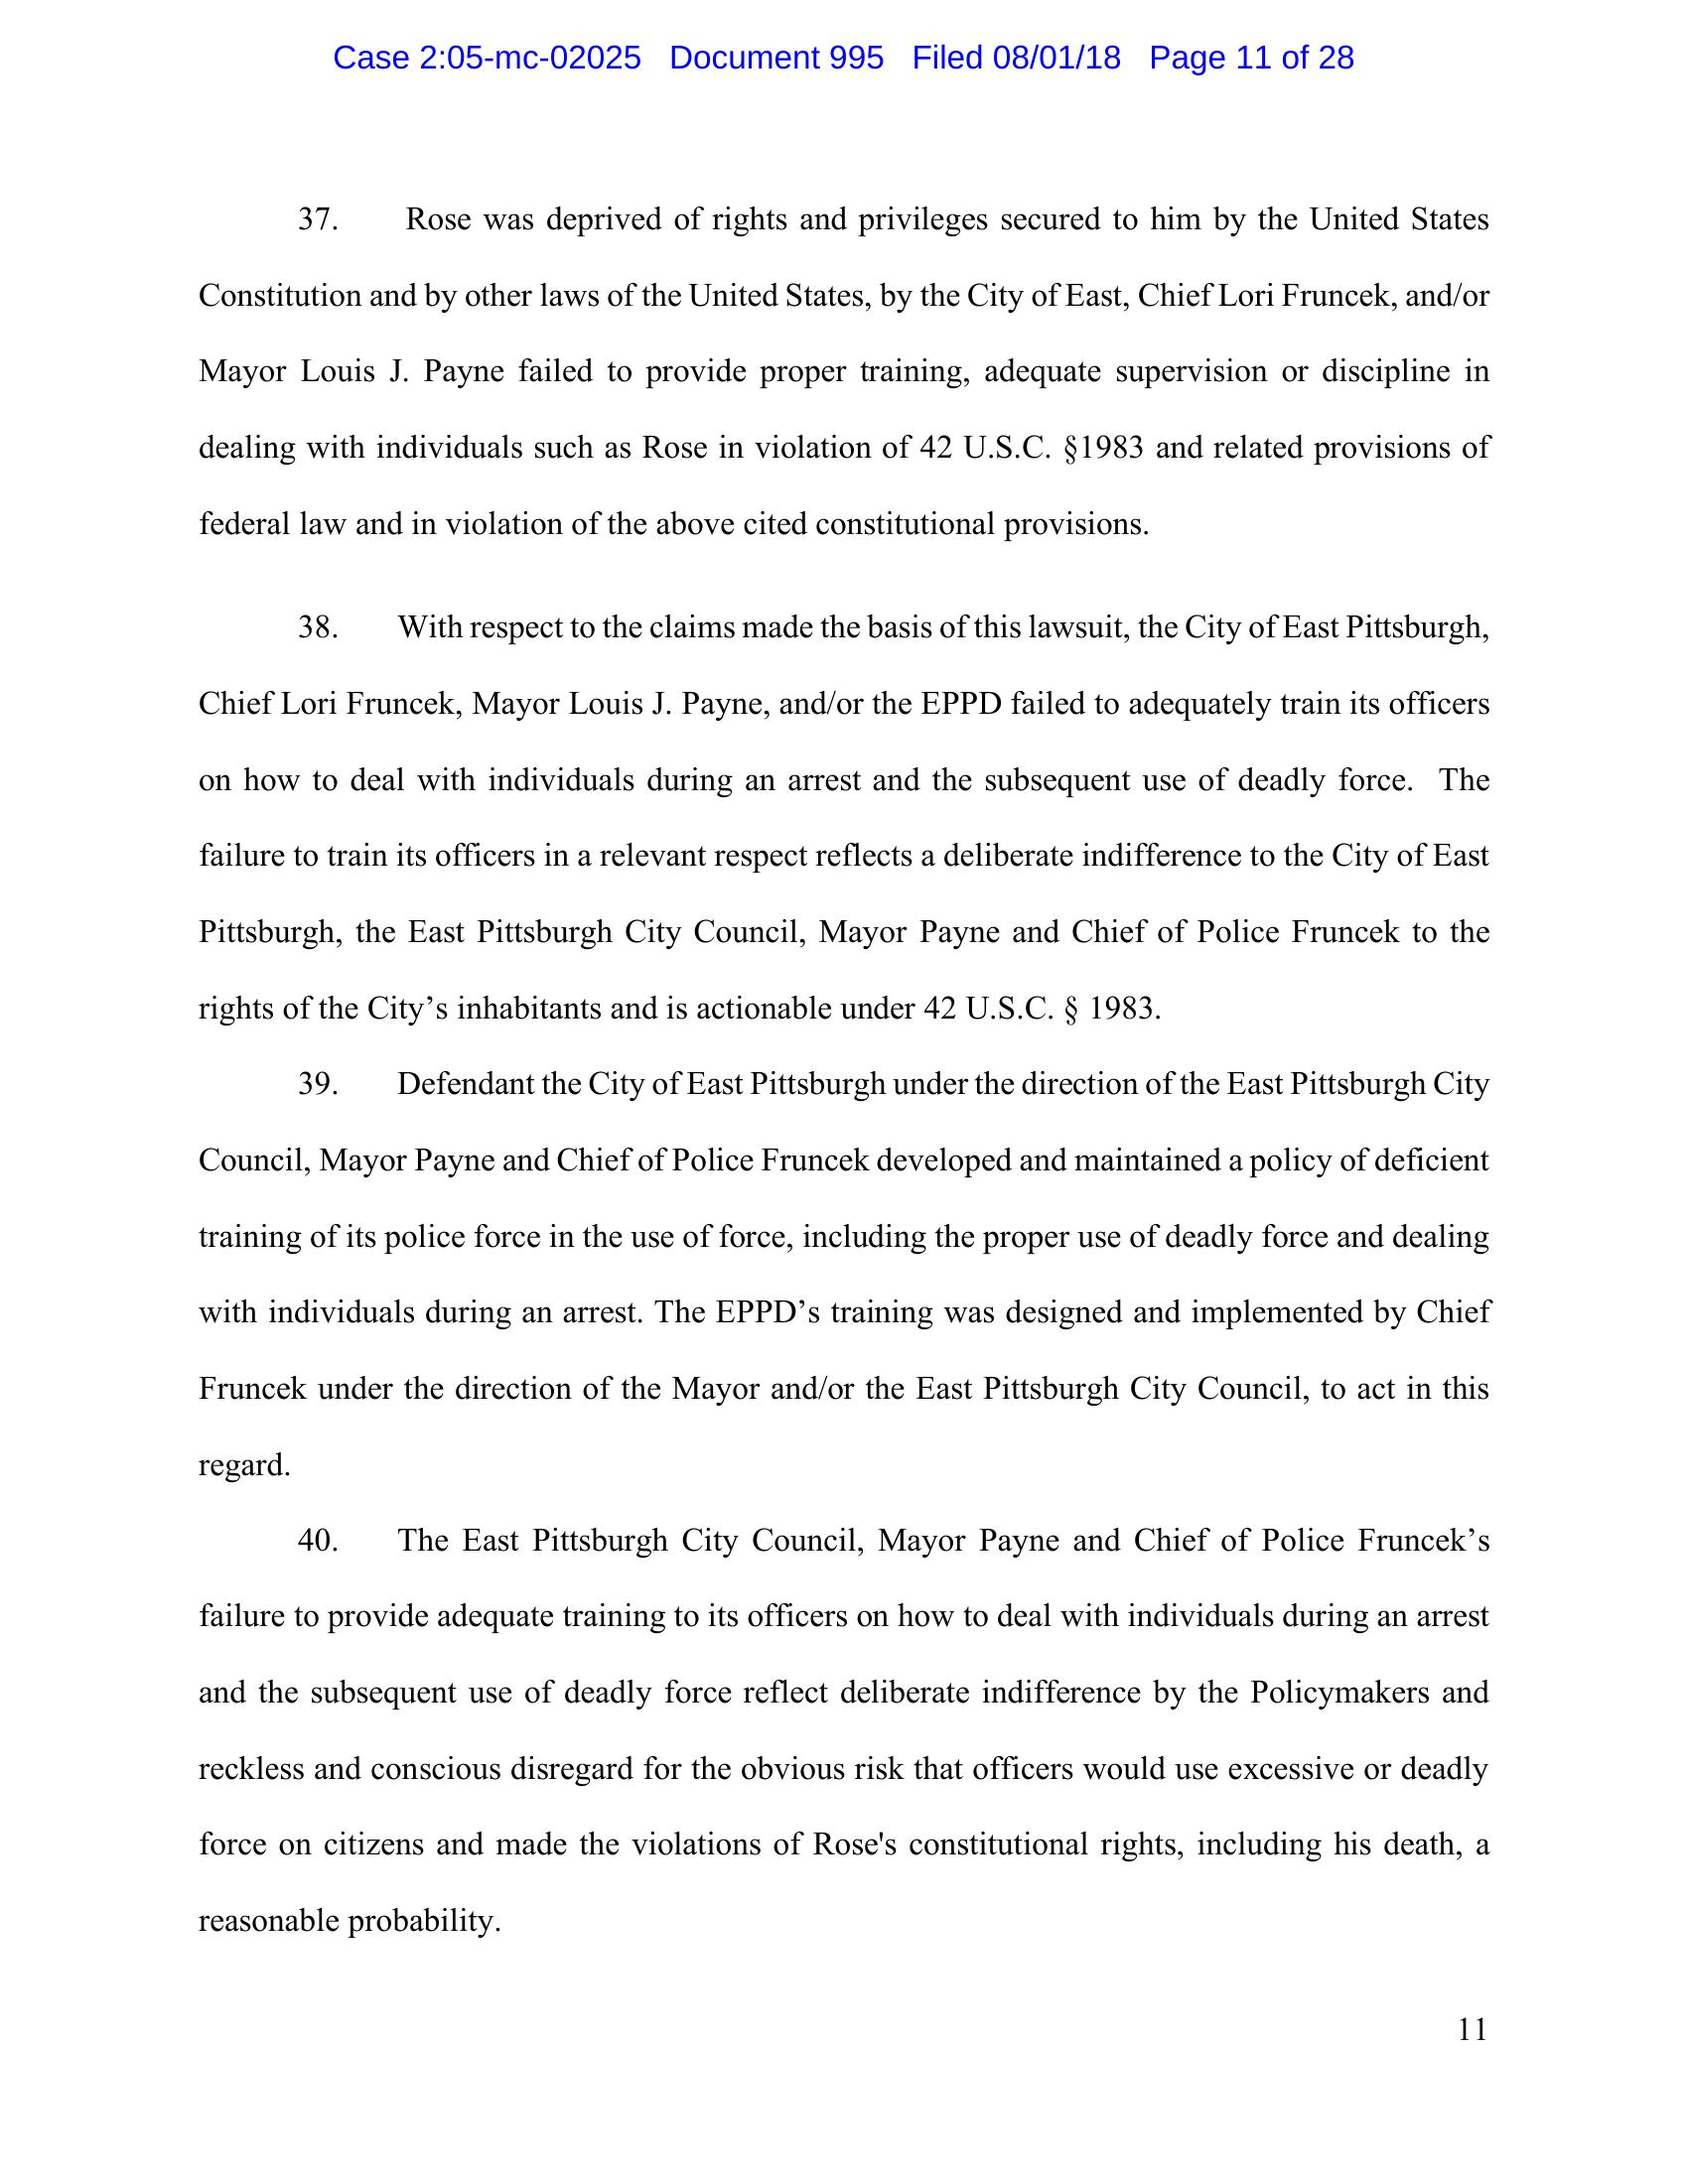 Case 2:05-mc-02025 Document 995 Filed 08/01/18 Page 11 of 28
37. Rose was deprived of rights and privileges secured to him by the United States
Constitution and by other laws of the United States, by the City of East, Chief Lori Fruncek, and/or
Mayor Louis J. Payne failed to provide proper training, adequate supervision or discipline in
dealing with individuals such as Rose in violation of 42 U.S.C. §1983 and related provisions of
federal law and in violation of the above cited constitutional provisions.
38. With respect to the claims made the basis of this lawsuit, the City of East Pittsburgh,
Chief Lori Fruncek, Mayor Louis J. Payne, and/or the EPPD failed to adequately train its officers
on how to deal with individuals during an arrest and the subsequent use of deadly force. The
failure to train its officers in a relevant respect reflects a deliberate indifference to the City of East
Pittsburgh, the East Pittsburgh City Council, Mayor Payne and Chief of Police Fruncek to the
rights of the City’s inhabitants and is actionable under 42 U.S.C. § 1983.
39. Defendant the City of East Pittsburgh under the direction of the East Pittsburgh City
Council, Mayor Payne and Chief of Police Fruncek developed and maintained a policy of deficient
training of its police force in the use of force, including the proper use of deadly force and dealing
with individuals during an arrest. The EPPD’s training was designed and implemented by Chief
Fruncek under the direction of the Mayor and/or the East Pittsburgh City Council, to act in this
regard.
40. The East Pittsburgh City Council, Mayor Payne and Chief of Police Fruncek’s
failure to provide adequate training to its officers on how to deal with individuals during an arrest
and the subsequent use of deadly force reflect deliberate indifference by the Policymakers and
reckless and conscious disregard for the obvious risk that officers would use excessive or deadly
force on citizens and made the violations of Rose's constitutional rights, including his death, a
reasonable probability.
11